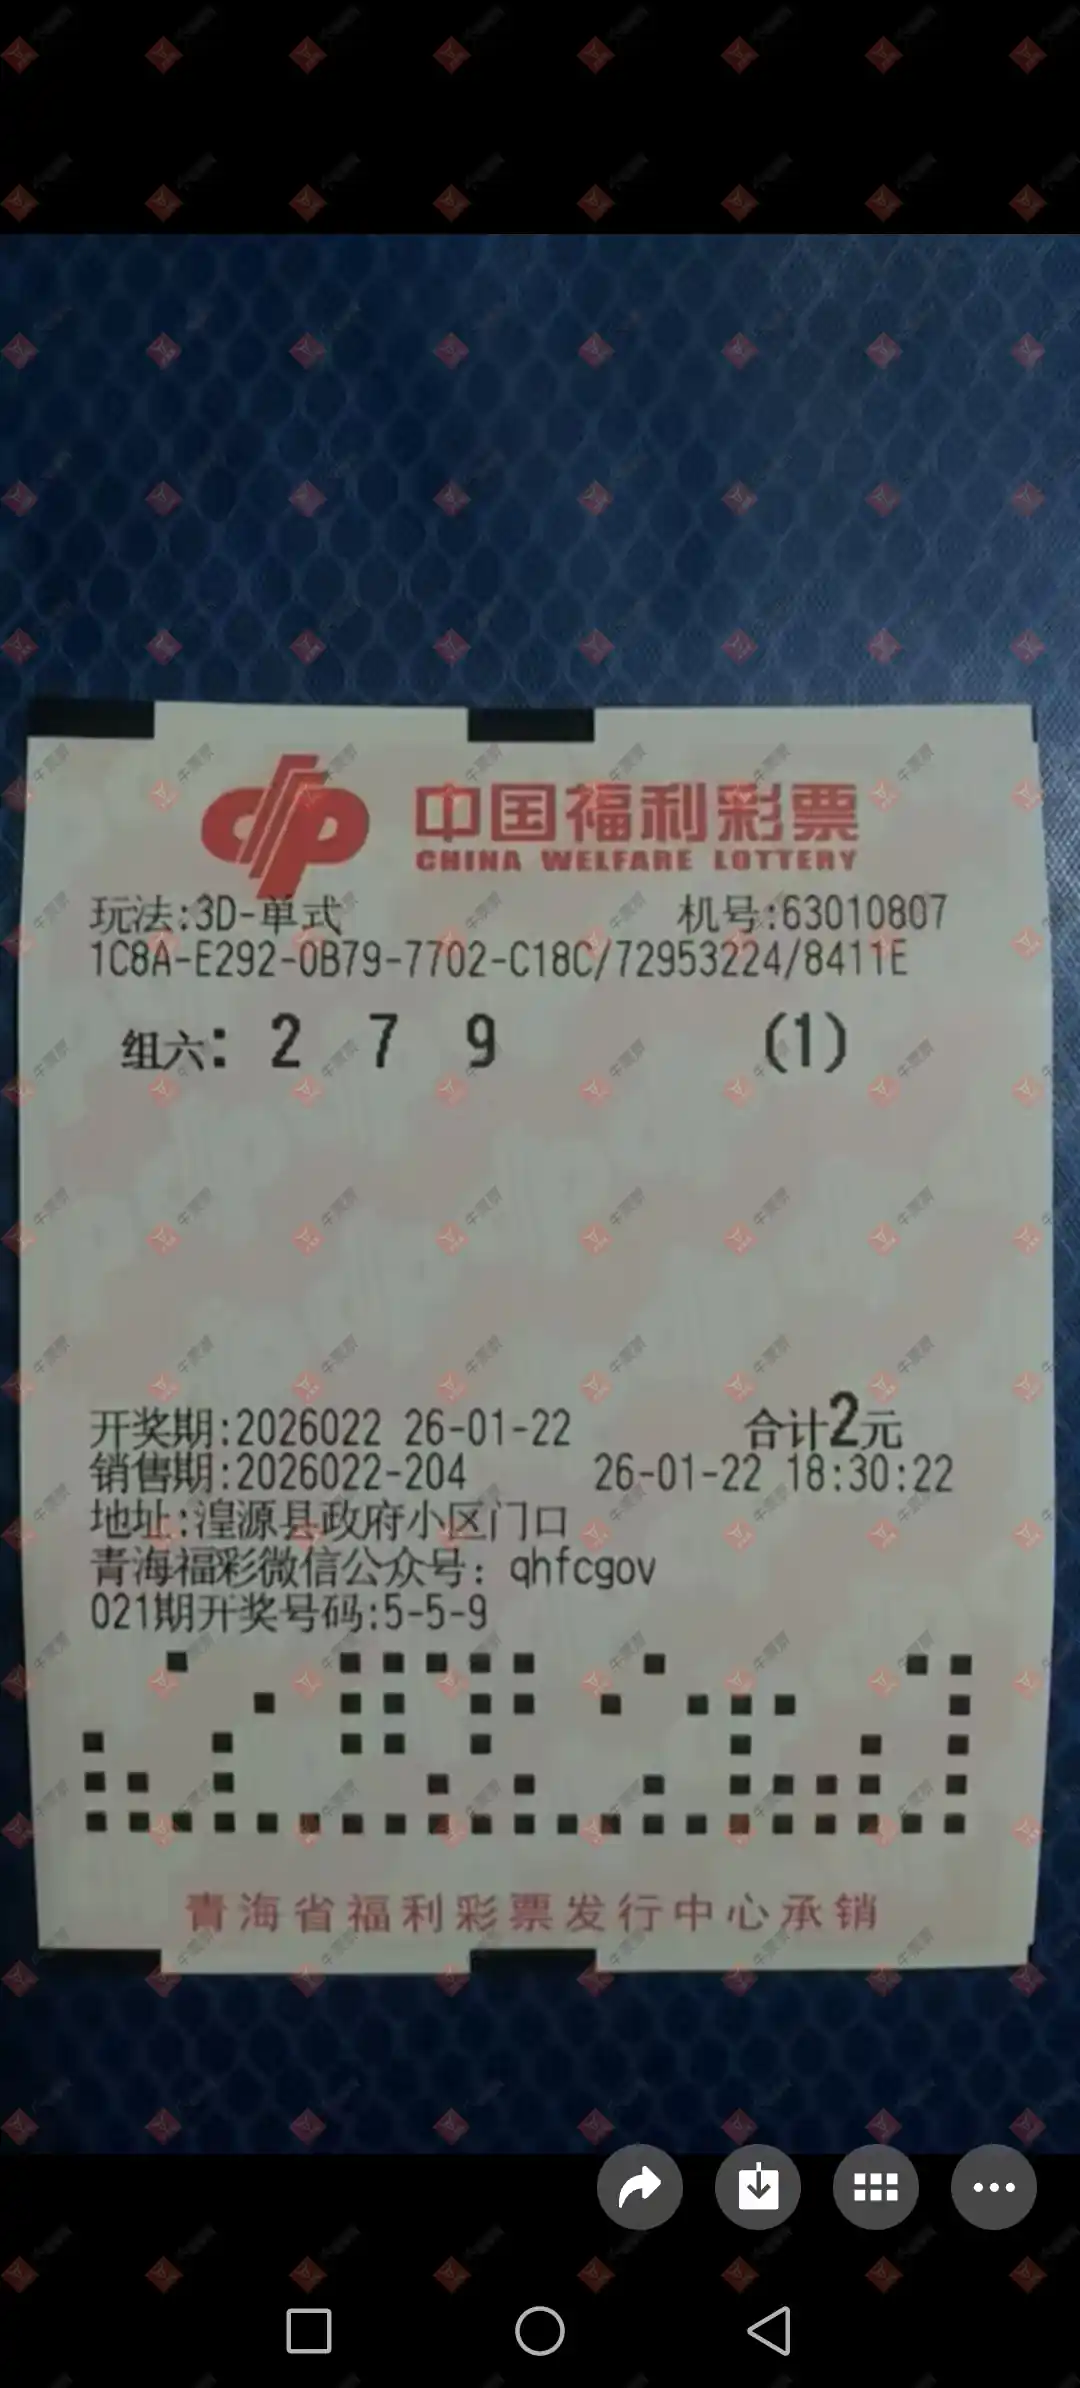 中国福利彩票
CHINA WELFARE LOTTERY
玩法:3D-单式 机号:63010807
1C8A-E292-0B79-7702-C18C/72953224/8411E
组六: 2 7 9 (1)
开奖期:2026022 26-01-22 合计2元
销售期:2026022-204 26-01-22 18:30:22
地址:湟源县政府小区门口
青海福彩微信公众号: qhfcgov
021期开奖号码:5-5-9
青海省福利彩票发行中心承销